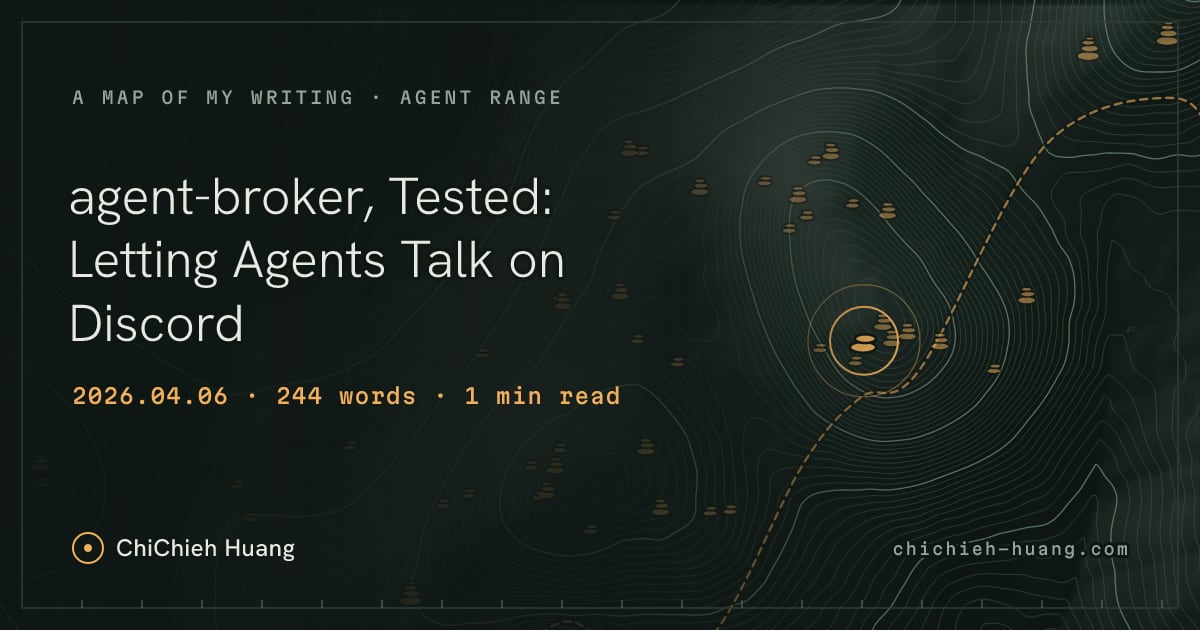 A MAP OF MY WRITING · AGENT RANGE
agent-broker, Tested:
Letting Agents Talk on
Discord
2026.04.06 · 244 words · 1 min read
ChiChieh Huang
chichieh-huang.com